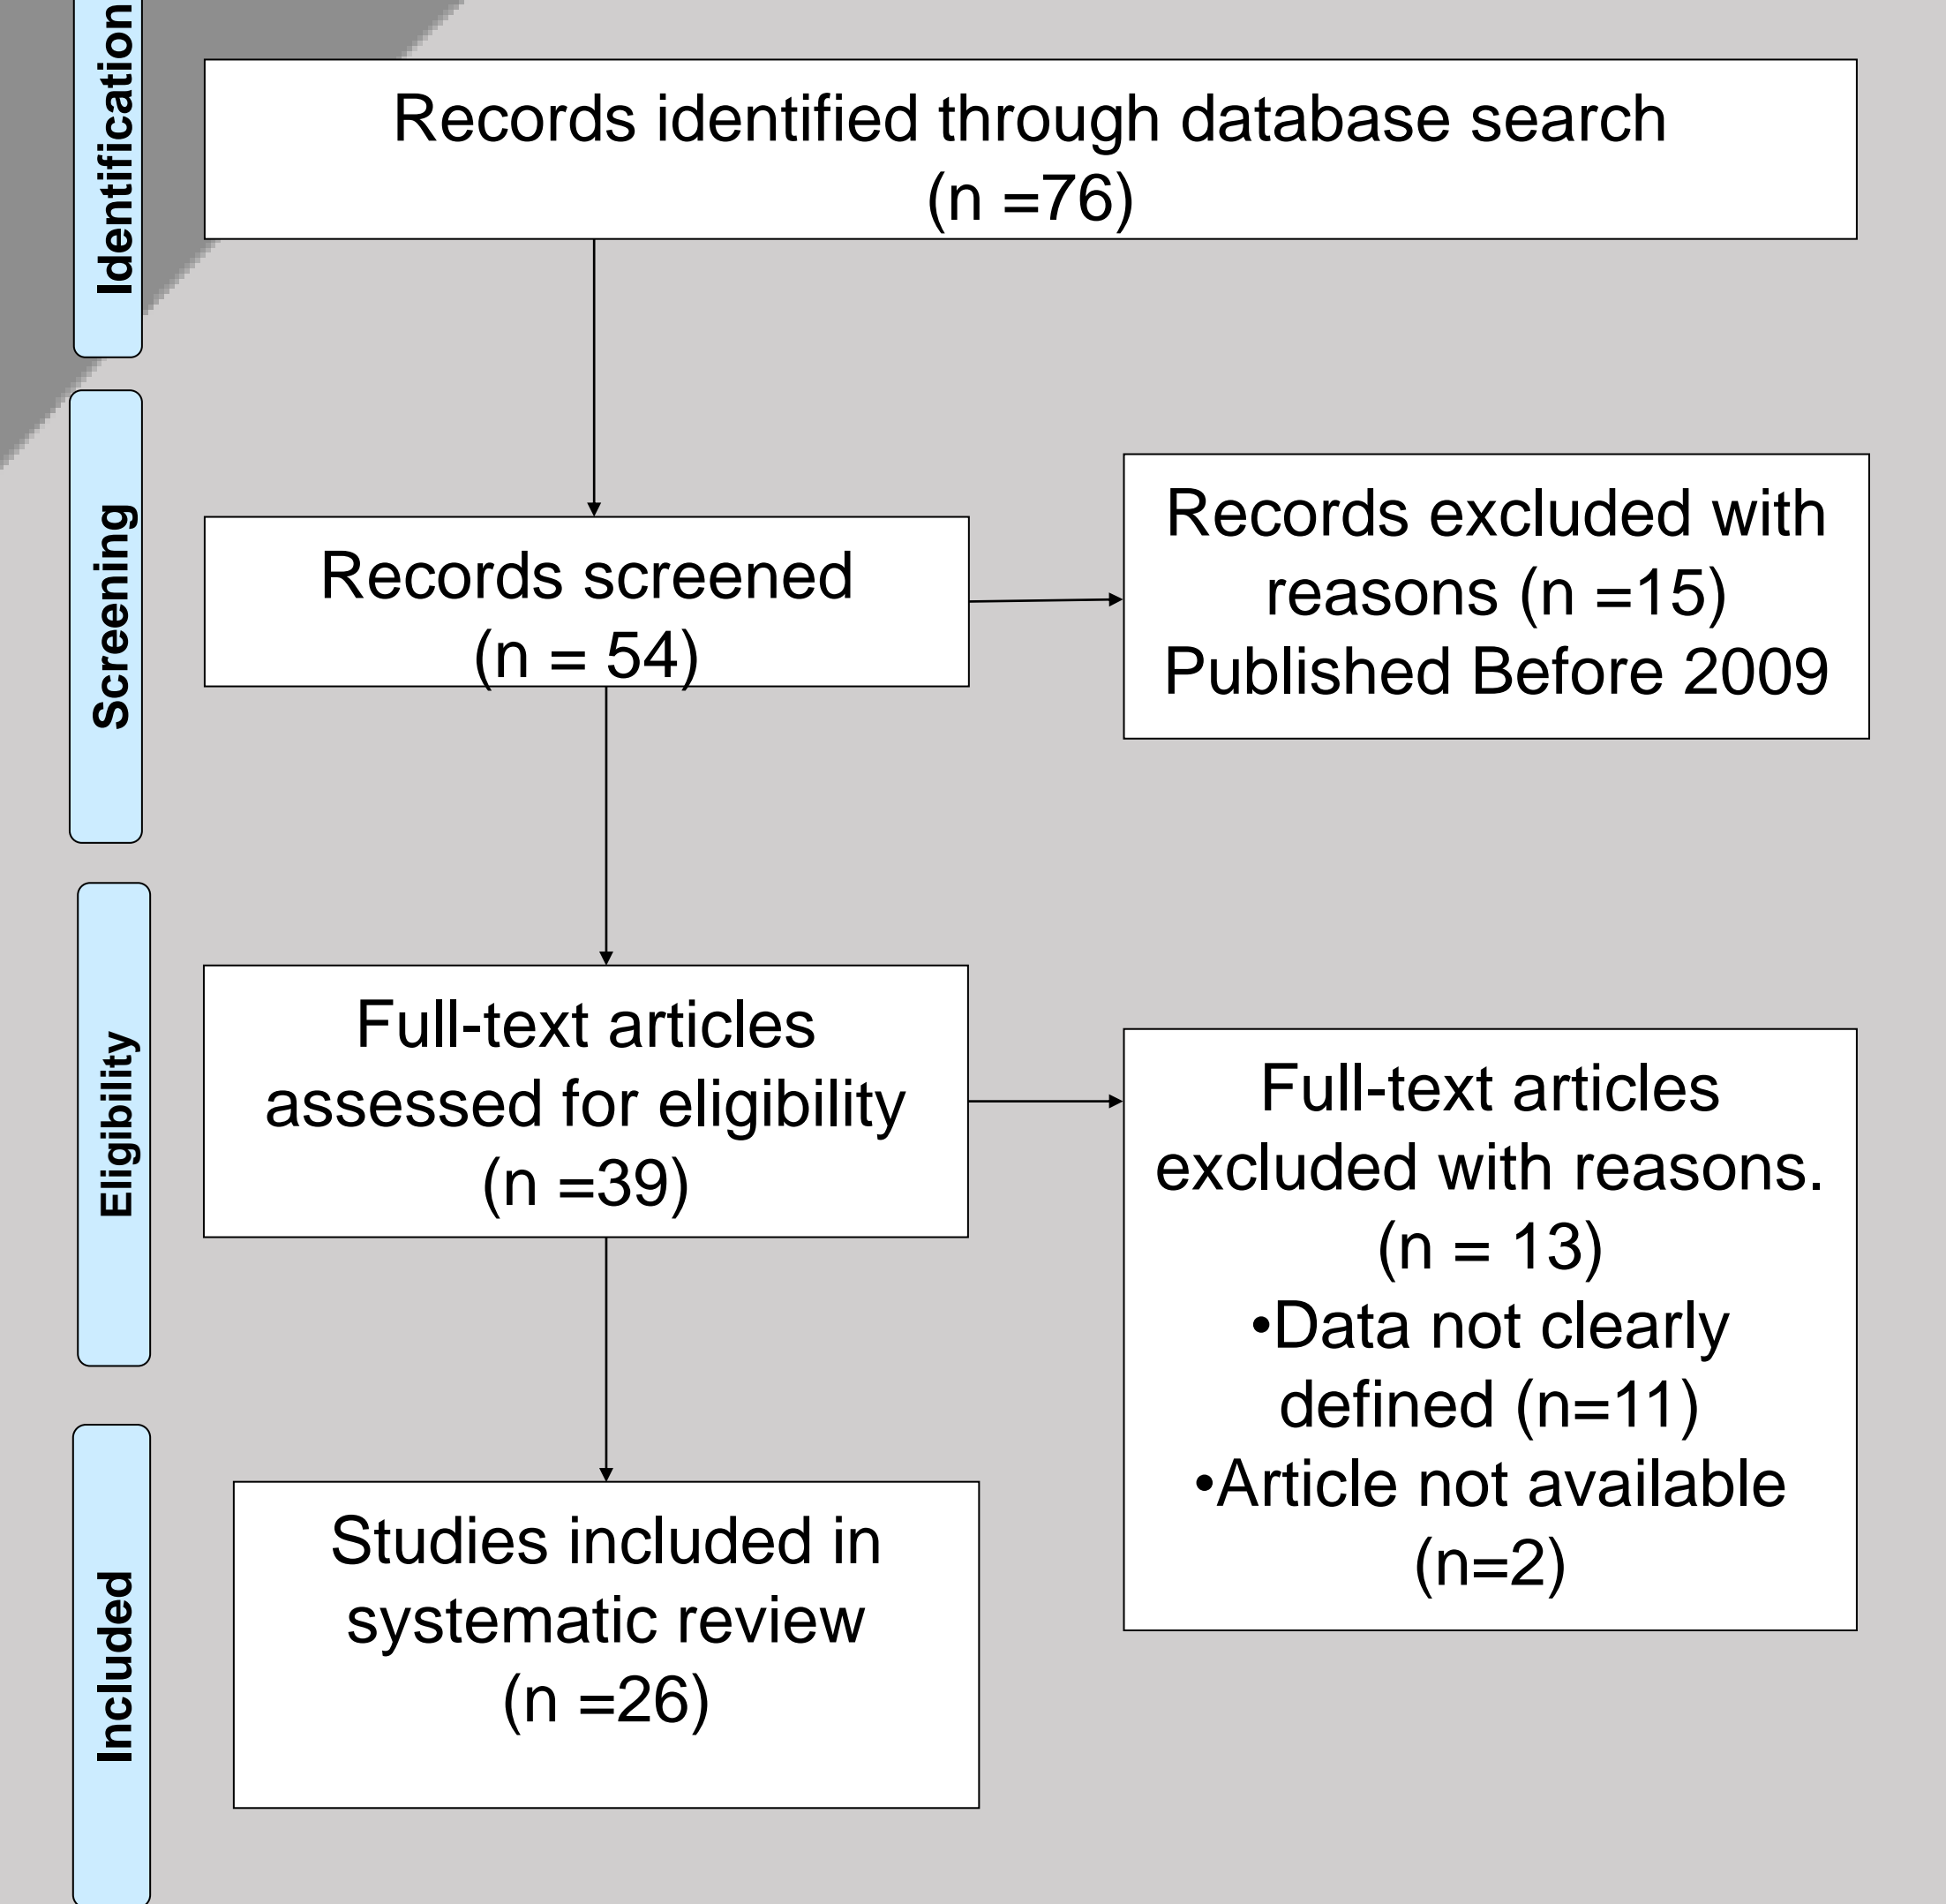 Identification
Records identified through database search
(n =76)
Screening
Records screened
(n = 54)
Records excluded with
reasons (n =15)
Published Before 2009
Eligibility
Full-text articles
assessed for eligibility
(n =39)
Full-text articles
excluded with reasons.
(n = 13)
•Data not clearly
defined (n=11)
•Article not available
(n=2)
Included
Studies included in
systematic review
(n =26)